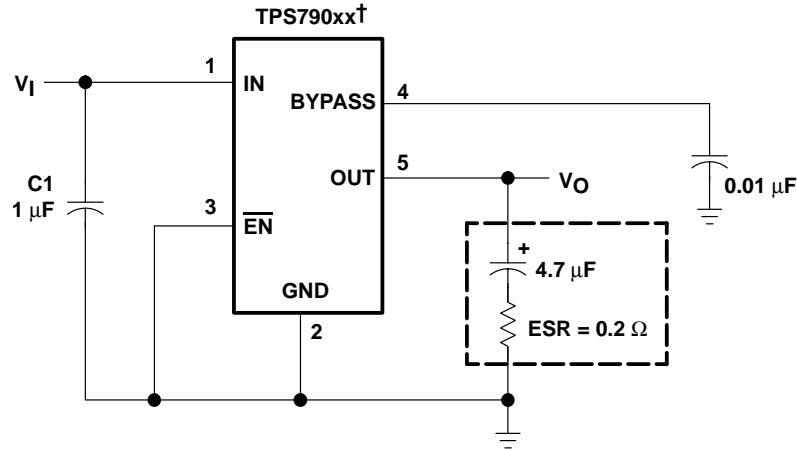 TPS790xx†
1
VI
IN
BYPASS
4
5
OUT
VO
C1
1 μF
0.01 μF
3
EN
+
4.7 μF
GND
2
ESR = 0.2 Ω